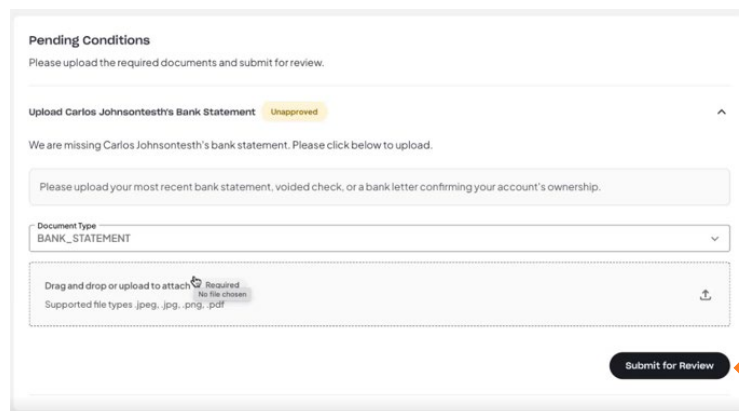 Pending Conditions
Please upload the required documents and submit for review.
Upload Carlos Johnsontesth's Bank Statement Unapproved
We are missing Carlos Johnsontesth's bank statement. Please click below to upload.
Please upload your most recent bank statement, voided check, or a bank letter confirming your account's ownership.
Document Type
BANK_STATEMENT
Drag and drop or upload to attach Required
No file chosen
Supported file types .jpeg, .jpg, .png, .pdf
Submit for Review